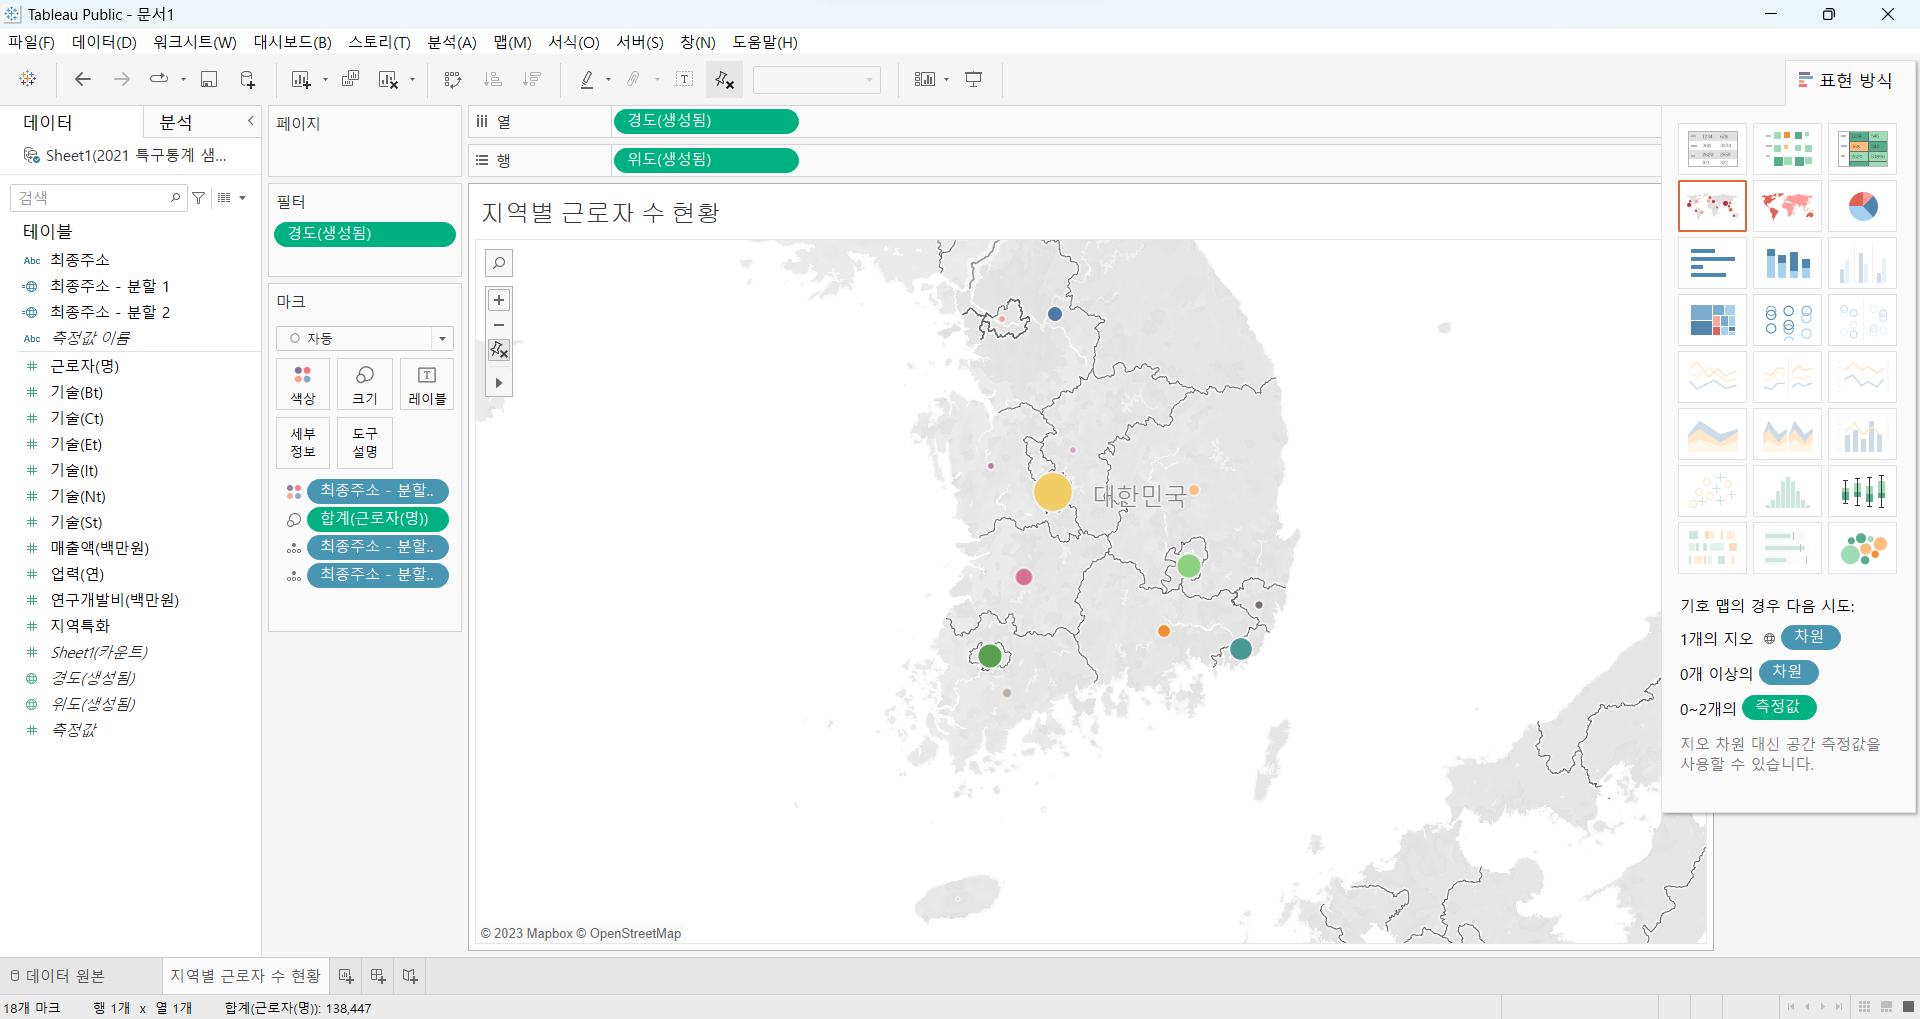 Tableau Public - 문서1
파일(F) 데이터(D) 워크시트(W) 대시보드(B) 스토리(T) 분석(A) 맵(M) 서식(O) 서버(S) 창(N) 도움말(H)
표현 방식
데이터
분석
Sheet1(2021 특구통계 샘...
검색
테이블
Abc 최종주소
최종주소 - 분할 1
최종주소 - 분할 2
Abc 측정값 이름
근로자(명)
기술(Bt)
기술(Ct)
기술(Et)
기술(It)
기술(Nt)
기술(St)
매출액(백만원)
업력(연)
연구개발비(백만원)
지역특화
Sheet1(카운트)
경도(생성됨)
위도(생성됨)
측정값
페이지
필터
경도(생성됨)
마크
자동
색상
크기
레이블
세부
정보
도구
설명
최종주소 - 분할..
합계(근로자(명))
최종주소 - 분할..
최종주소 - 분할..
열
경도(생성됨)
행
위도(생성됨)
지역별 근로자 수 현황
대한민국
© 2023 Mapbox © OpenStreetMap
기호 맵의 경우 다음 시도:
1개의 지오 차원
0개 이상의 차원
0~2개의 측정값
지오 차원 대신 공간 측정값을
사용할 수 있습니다.
데이터 원본
지역별 근로자 수 현황
18개 마크 행 1개 x 열 1개 합계(근로자(명)): 138,447